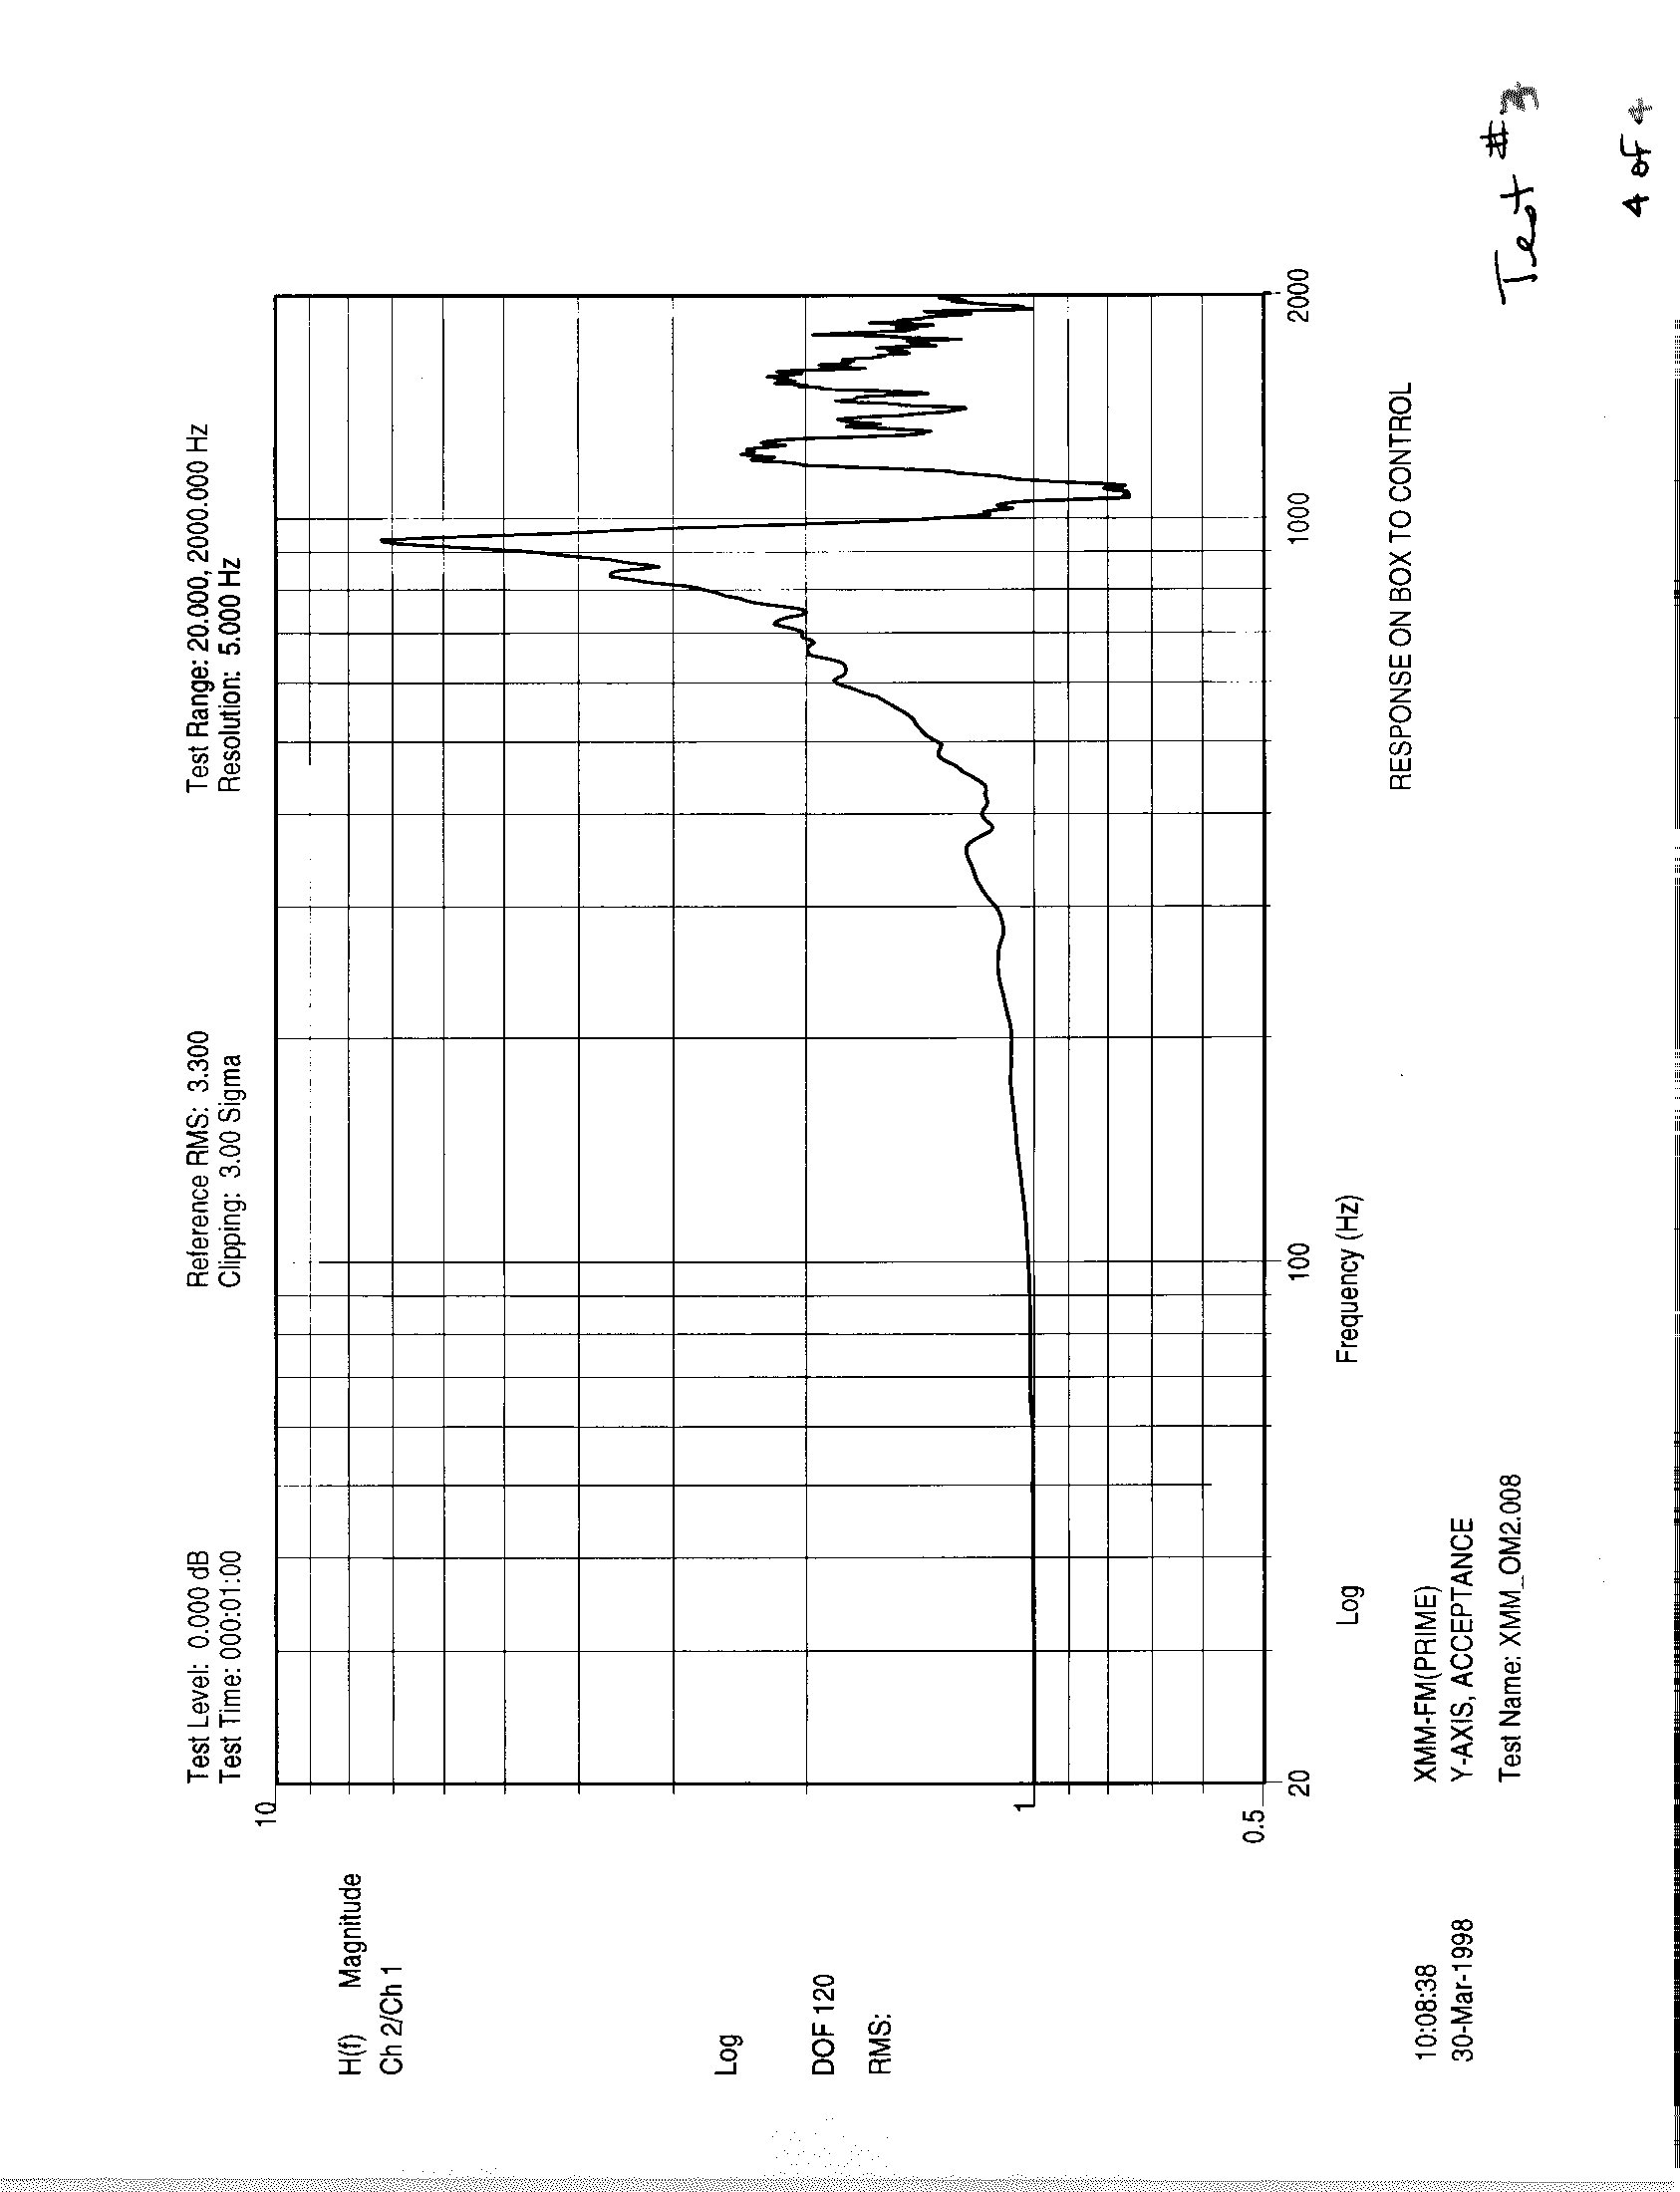 Test Level: 0.000 dB
Test Time: 000:01:00
Reference RMS: 3.300
Clipping: 3.00 Sigma
Test Range: 20.000, 2000.000 Hz
Resolution: 5.000 Hz
H(f) Magnitude
Ch 2/Ch 1
Log
DOF 120
RMS:
10
1
0.5
20
100
1000
2000
Log
Frequency (Hz)
RESPONSE ON BOX TO CONTROL
10:08:38
30-Mar-1998
XMM-FM(PRIME)
Y-AXIS, ACCEPTANCE
Test Name: XMM_OM2.008
Test #
4 of 4